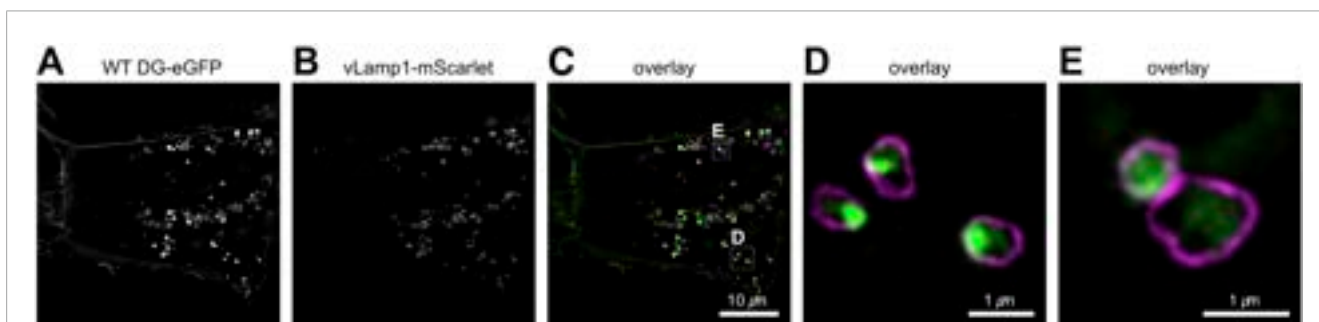 A WT DG-eGFP B vLamp1-mScarlet C overlay D overlay E overlay
E
D
10 μm 1 μm 1 μm